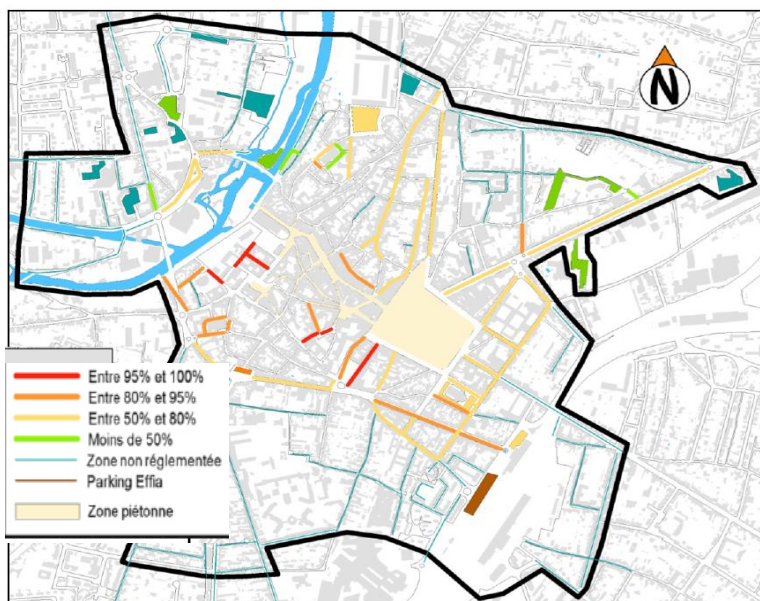 N
Entre 95% et 100%
Entre 80% et 95%
Entre 50% et 80%
Moins de 50%
Zone non réglementée
Parking Effia
Zone piétonne